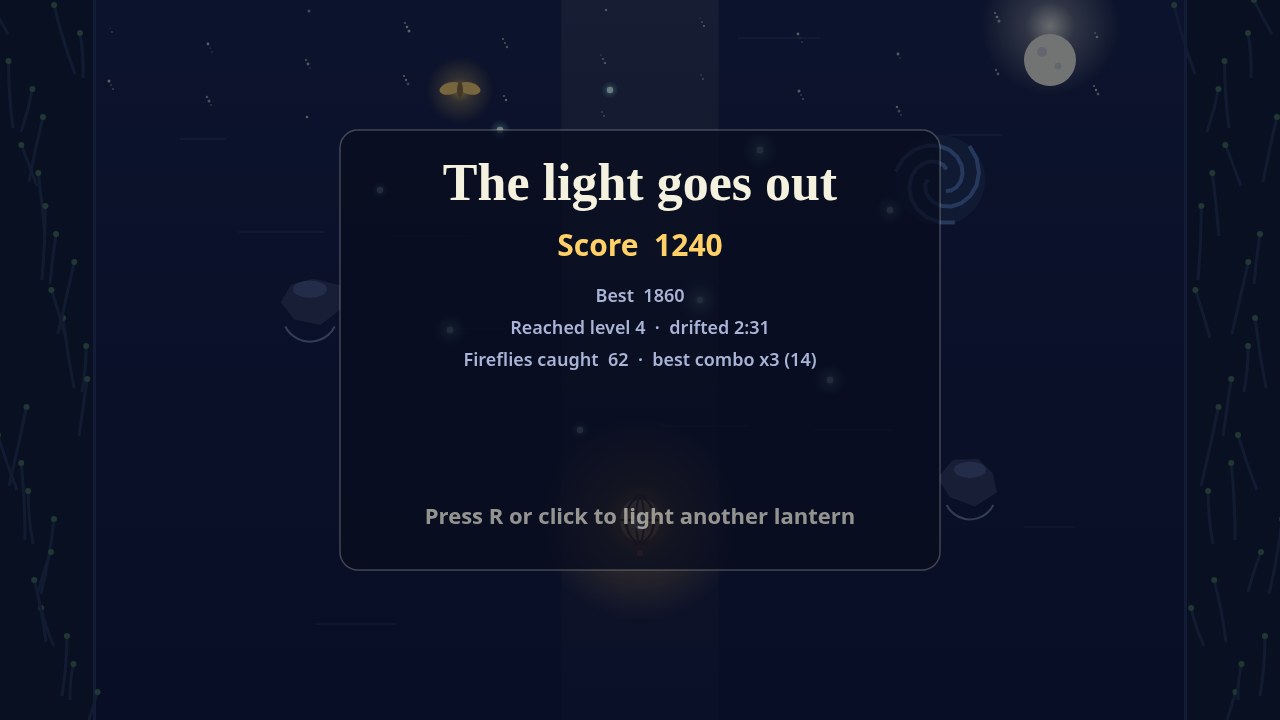 The light goes out
Score 1240
Best 1860
Reached level 4 · drifted 2:31
Fireflies caught 62 · best combo x3 (14)
Press R or click to light another lantern